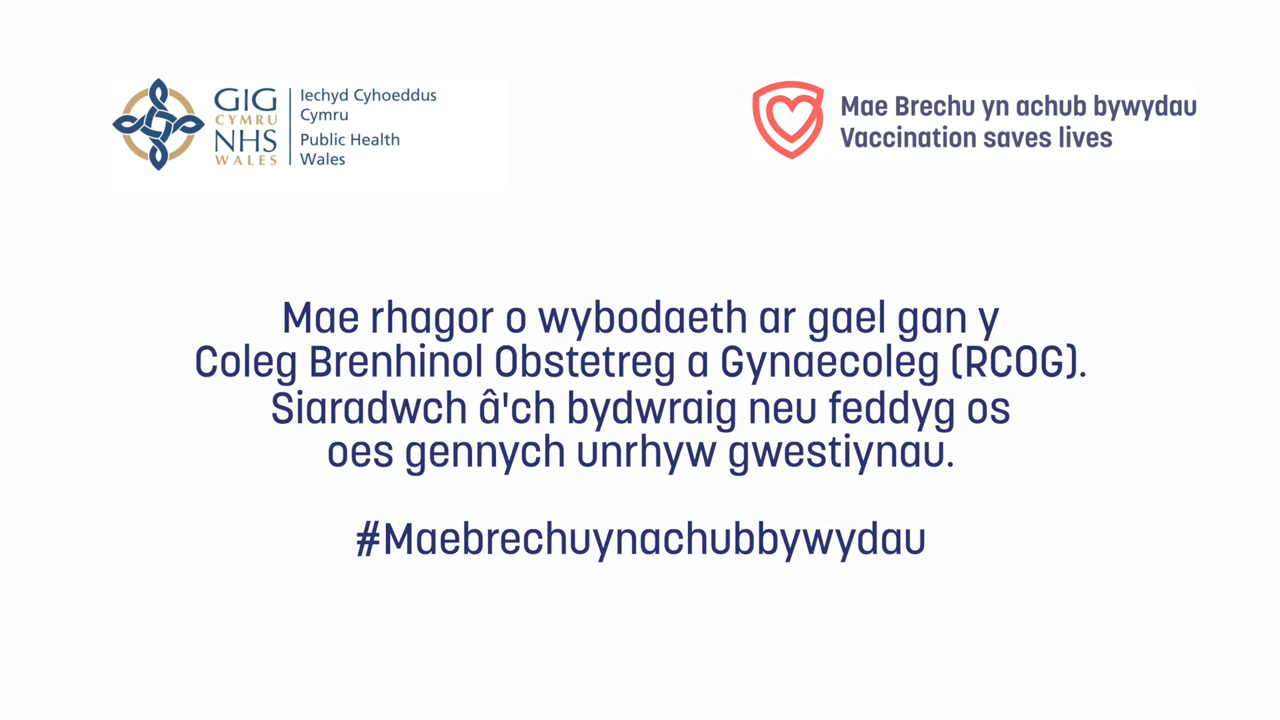 GIG
CYMRU
NHS
WALES
Iechyd Cyhoeddus
Cymru
Public Health
Wales
Mae Brechu yn achub bywydau
Vaccination saves lives
Mae rhagor o wybodaeth ar gael gan y
Coleg Brenhinol Obstetreg a Gynaecoleg (RCOG).
Siaradwch â'ch bydwraig neu feddyg os
oes gennych unrhyw gwestiynau.
#Maebrechuynachubbywydau